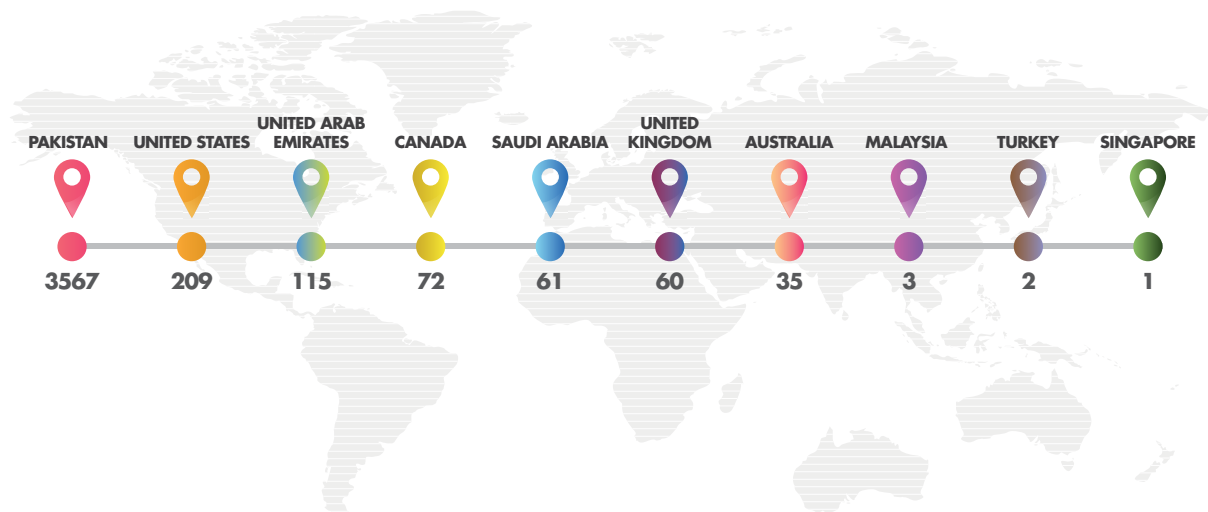 PAKISTAN
UNITED STATES
UNITED ARAB
EMIRATES
CANADA
SAUDI ARABIA
UNITED
KINGDOM
AUSTRALIA
MALAYSIA
TURKEY
SINGAPORE
3567
209
115
72
61
60
35
3
2
1